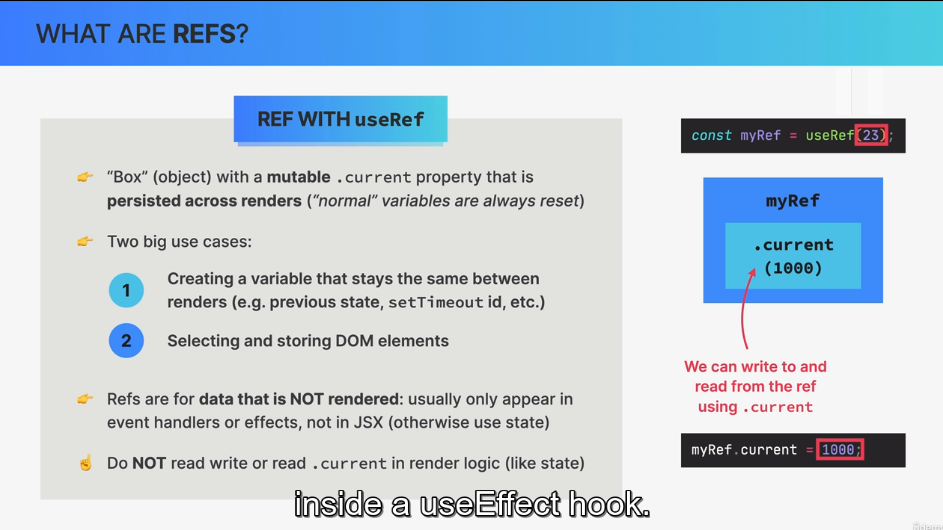 WHAT ARE REFS?
REF WITH useRef
👉 “Box” (object) with a mutable .current property that is
persisted across renders (“normal” variables are always reset)
👉 Two big use cases:
1 Creating a variable that stays the same between
renders (e.g. previous state, setTimeout id, etc.)
2 Selecting and storing DOM elements
👉 Refs are for data that is NOT rendered: usually only appear in
event handlers or effects, not in JSX (otherwise use state)
☝️ Do NOT read write or read .current in render logic (like state)
const myRef = useRef(23);
myRef
.current
(1000)
We can write to and
read from the ref
using .current
myRef.current = 1000;
inside a useEffect hook.